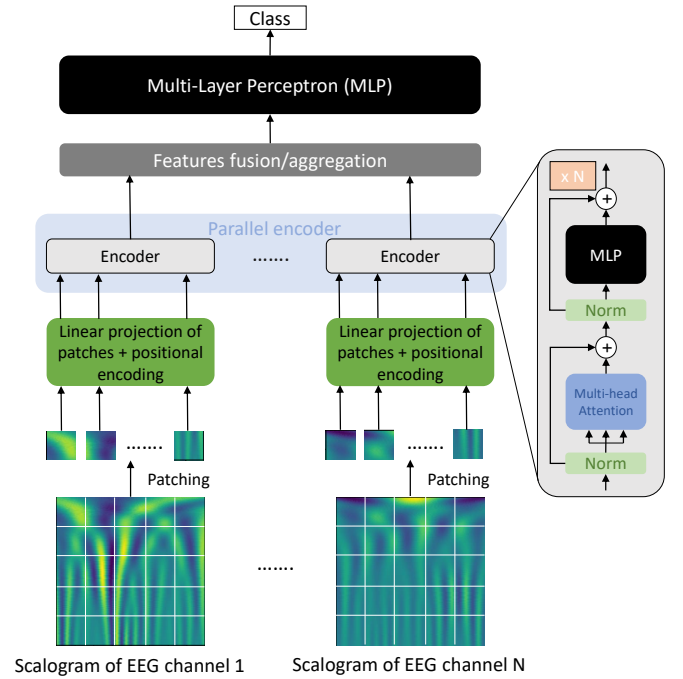 Class
Multi-Layer Perceptron (MLP)
Features fusion/aggregation
Parallel encoder
Encoder
.......
Encoder
Linear projection of
patches + positional
encoding
Linear projection of
patches + positional
encoding
.......
.......
Patching
Patching
.......
Scalogram of EEG channel 1
Scalogram of EEG channel N
x N
+
MLP
Norm
+
Multi-head
Attention
Norm